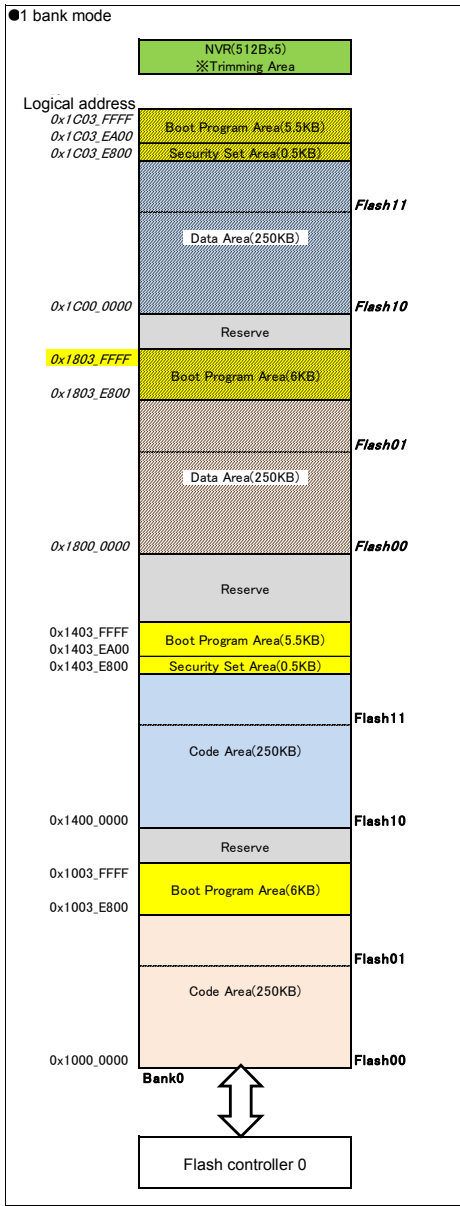 ●1 bank mode
NVR(512Bx5)
※Trimming Area
Logical address
0x1C03_FFFF
Boot Program Area(5.5KB)
0x1C03_EA00
0x1C03_E800
Security Set Area(0.5KB)
Flash11
Data Area(250KB)
0x1C00_0000
Flash10
Reserve
0x1803_FFFF
Boot Program Area(6KB)
0x1803_E800
Flash01
Data Area(250KB)
0x1800_0000
Flash00
Reserve
0x1403_FFFF
Boot Program Area(5.5KB)
0x1403_EA00
0x1403_E800
Security Set Area(0.5KB)
Flash11
Code Area(250KB)
0x1400_0000
Flash10
Reserve
0x1003_FFFF
Boot Program Area(6KB)
0x1003_E800
Flash01
Code Area(250KB)
0x1000_0000
Flash00
Bank0
Flash controller 0